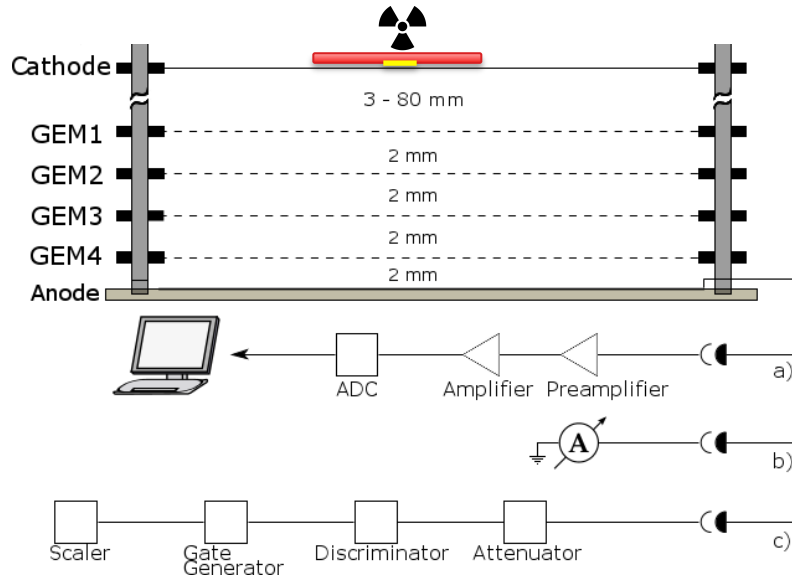 Cathode
3 - 80 mm
GEM1
2 mm
GEM2
2 mm
GEM3
2 mm
GEM4
2 mm
Anode
ADC
Amplifier
Preamplifier
a)
A
b)
Scaler
Gate
Generator
Discriminator
Attenuator
c)